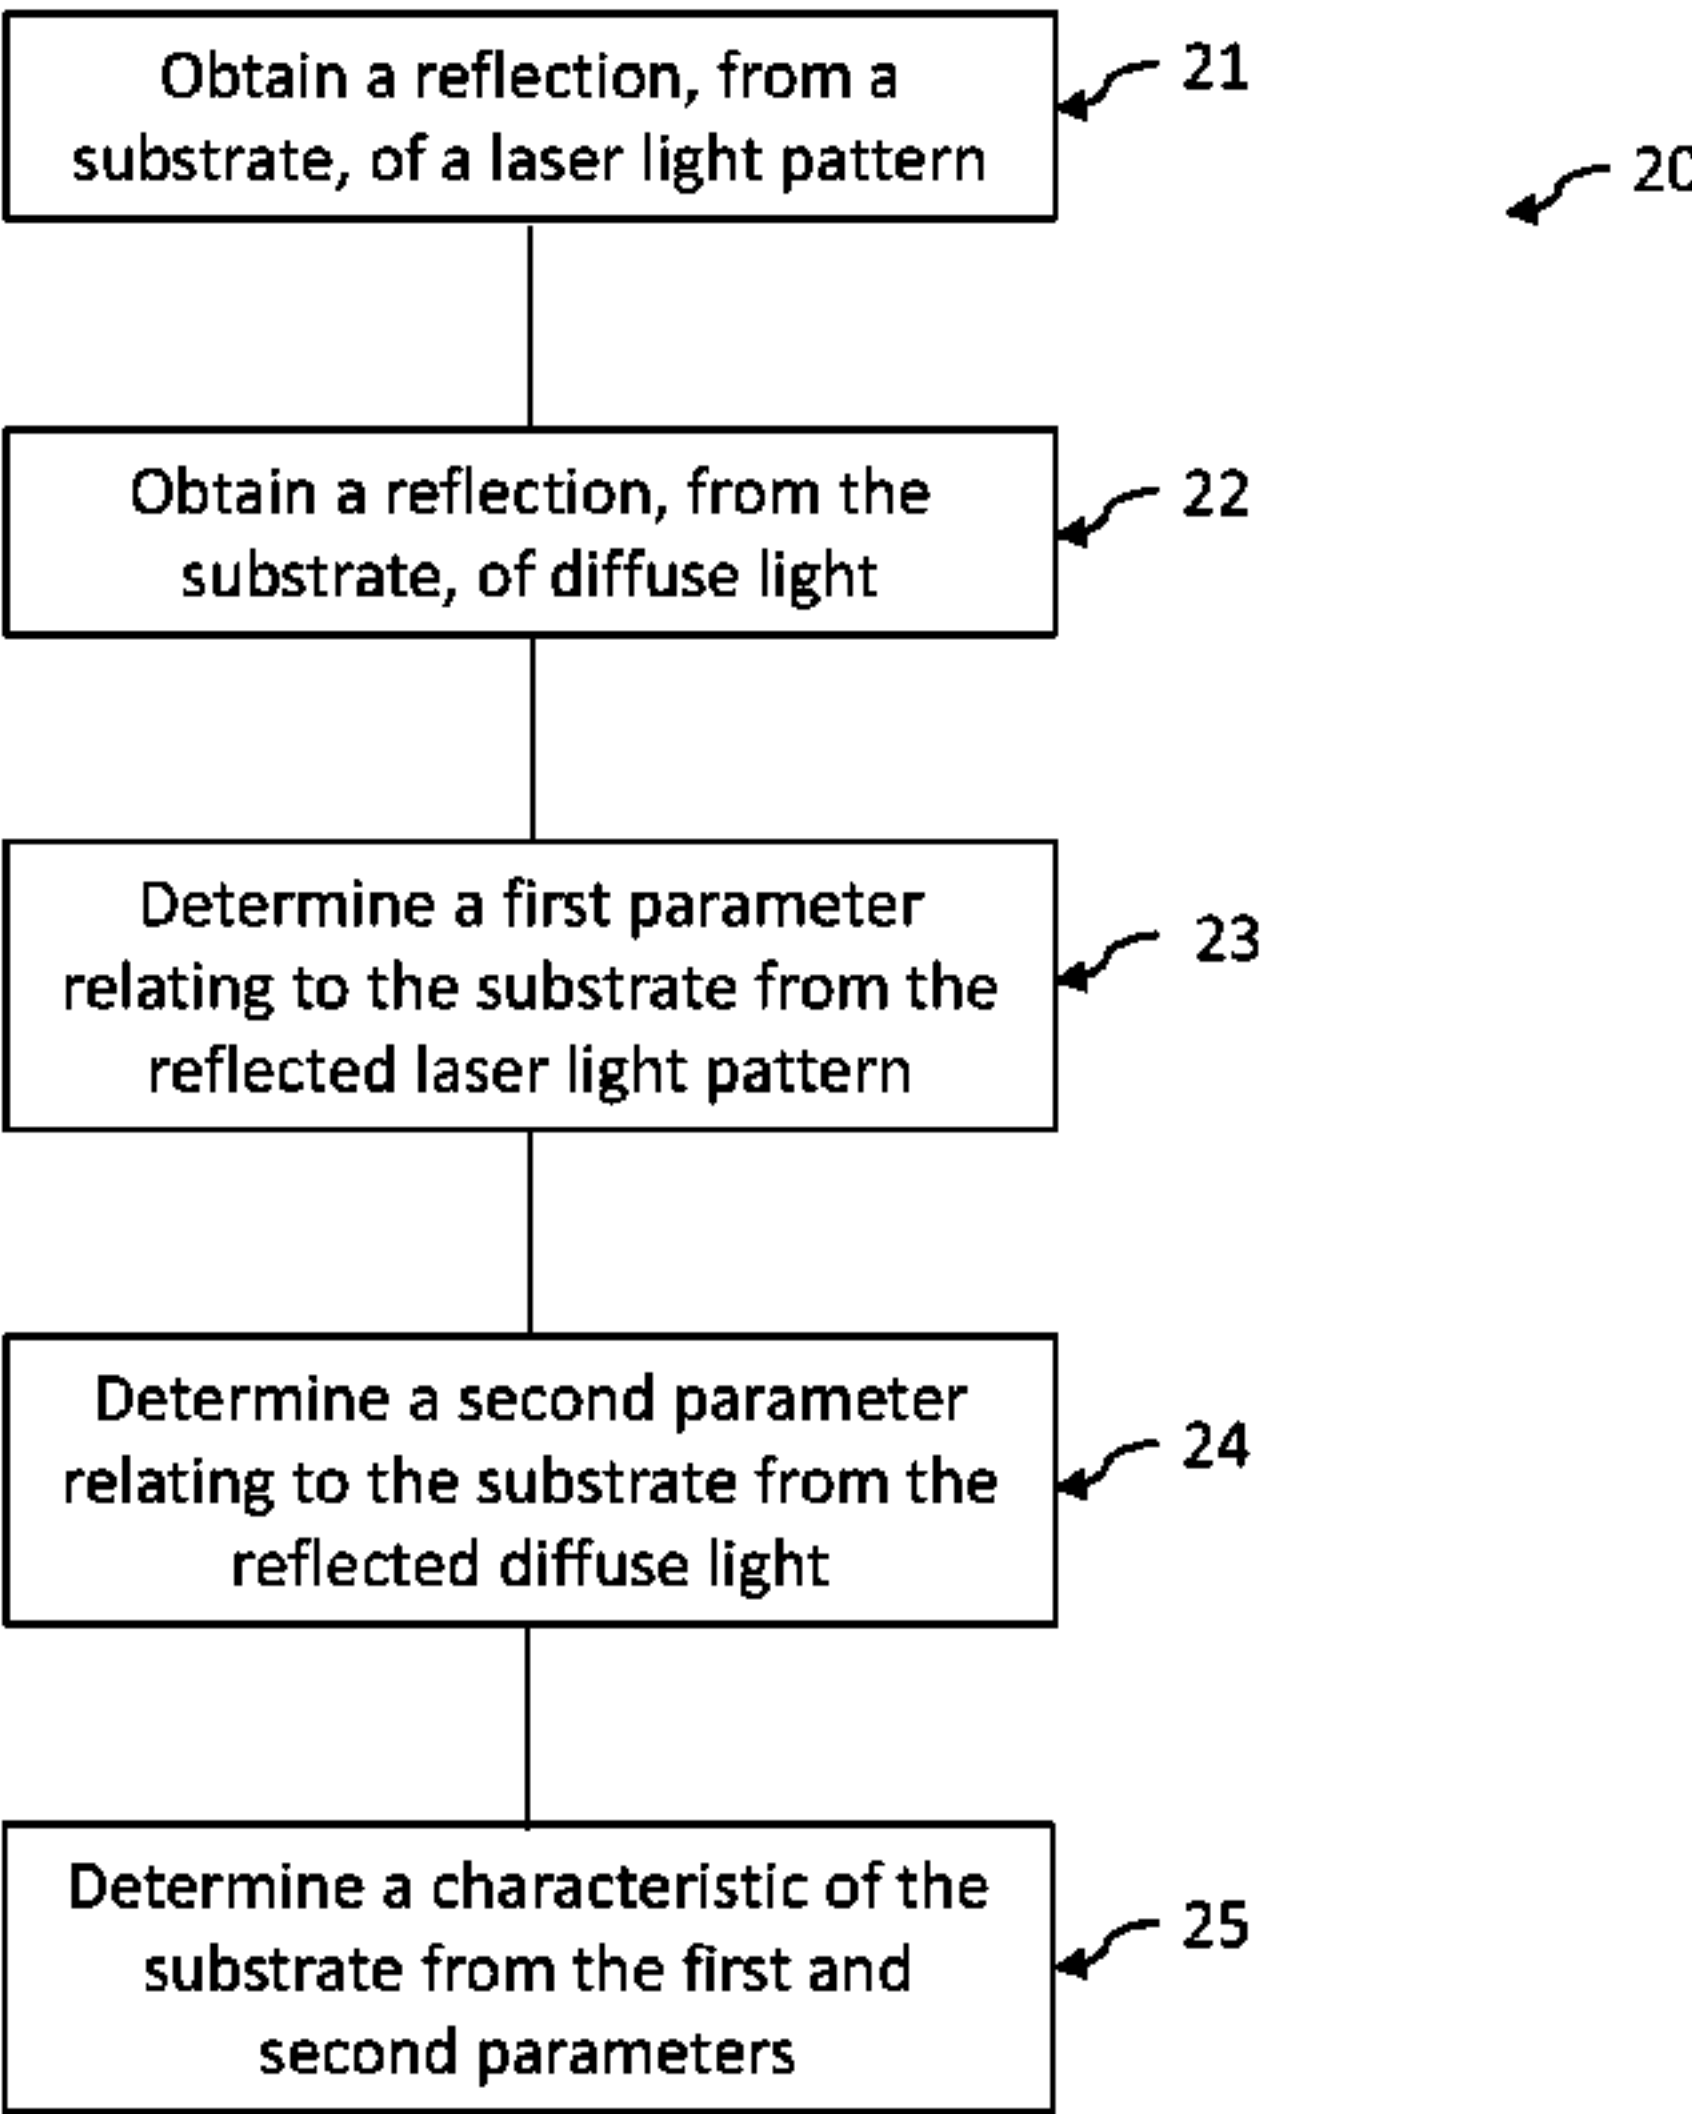 Obtain a reflection, from a
substrate, of a laser light pattern
21
20
Obtain a reflection, from the
substrate, of diffuse light
22
Determine a first parameter
relating to the substrate from the
reflected laser light pattern
23
Determine a second parameter
relating to the substrate from the
reflected diffuse light
24
Determine a characteristic of the
substrate from the first and
second parameters
25